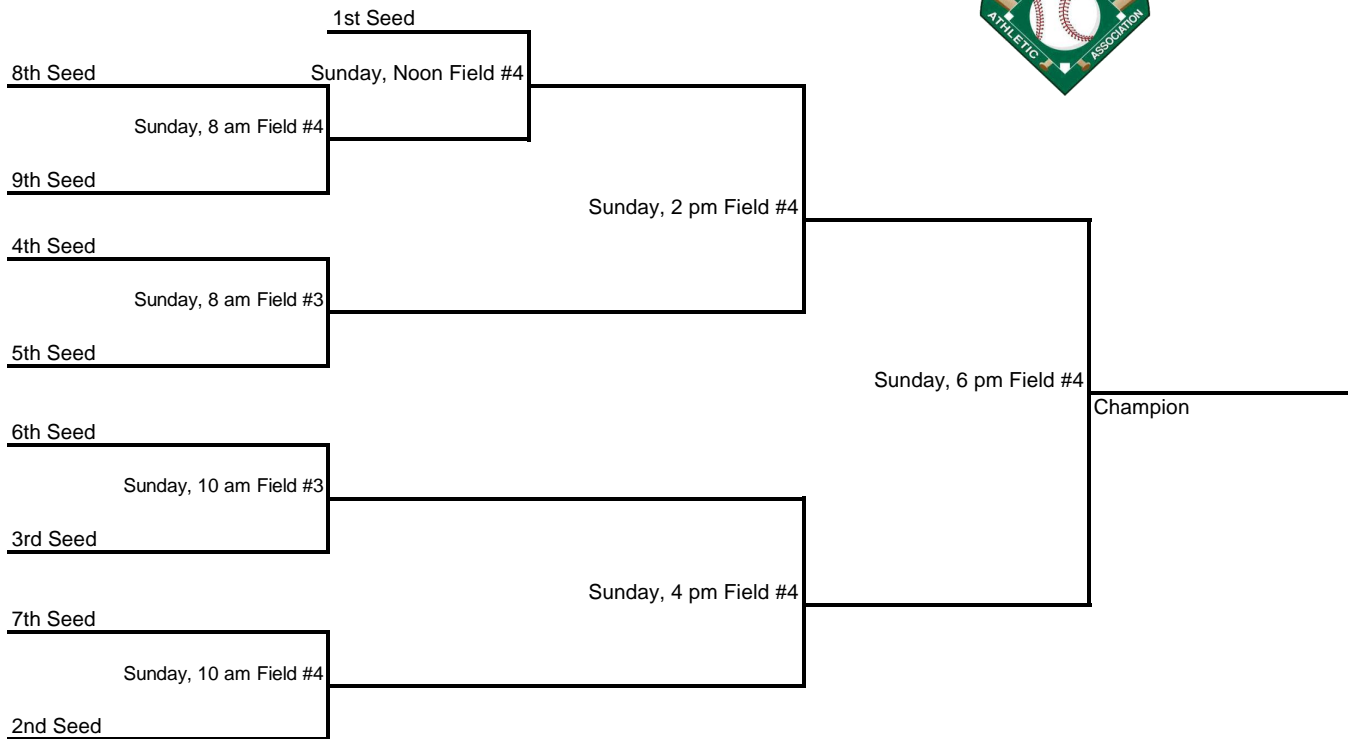 1st Seed
ATHLETIC
ASSOCIATION
8th Seed
Sunday, Noon Field #4
Sunday, 8 am Field #4
9th Seed
Sunday, 2 pm Field #4
4th Seed
Sunday, 8 am Field #3
5th Seed
Sunday, 6 pm Field #4
Champion
6th Seed
Sunday, 10 am Field #3
3rd Seed
Sunday, 4 pm Field #4
7th Seed
Sunday, 10 am Field #4
2nd Seed